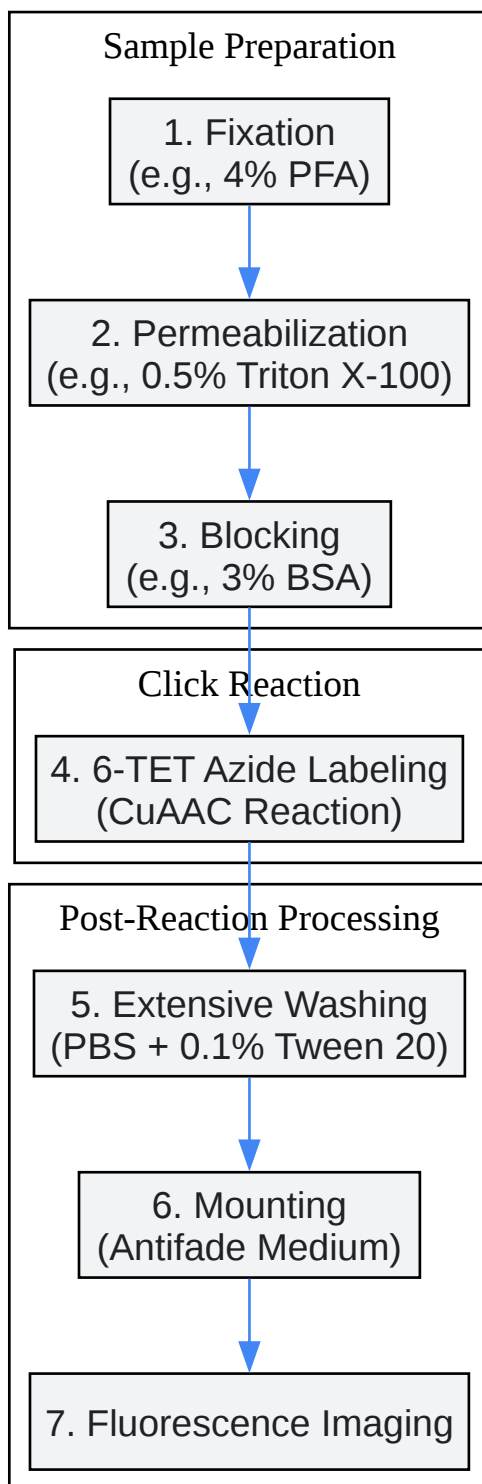 Sample Preparation
1. Fixation
(e.g., 4% PFA)
2. Permeabilization
(e.g., 0.5% Triton X-100)
3. Blocking
(e.g., 3% BSA)
Click Reaction
4. 6-TET Azide Labeling
(CuAAC Reaction)
Post-Reaction Processing
5. Extensive Washing
(PBS + 0.1% Tween 20)
6. Mounting
(Antifade Medium)
7. Fluorescence Imaging